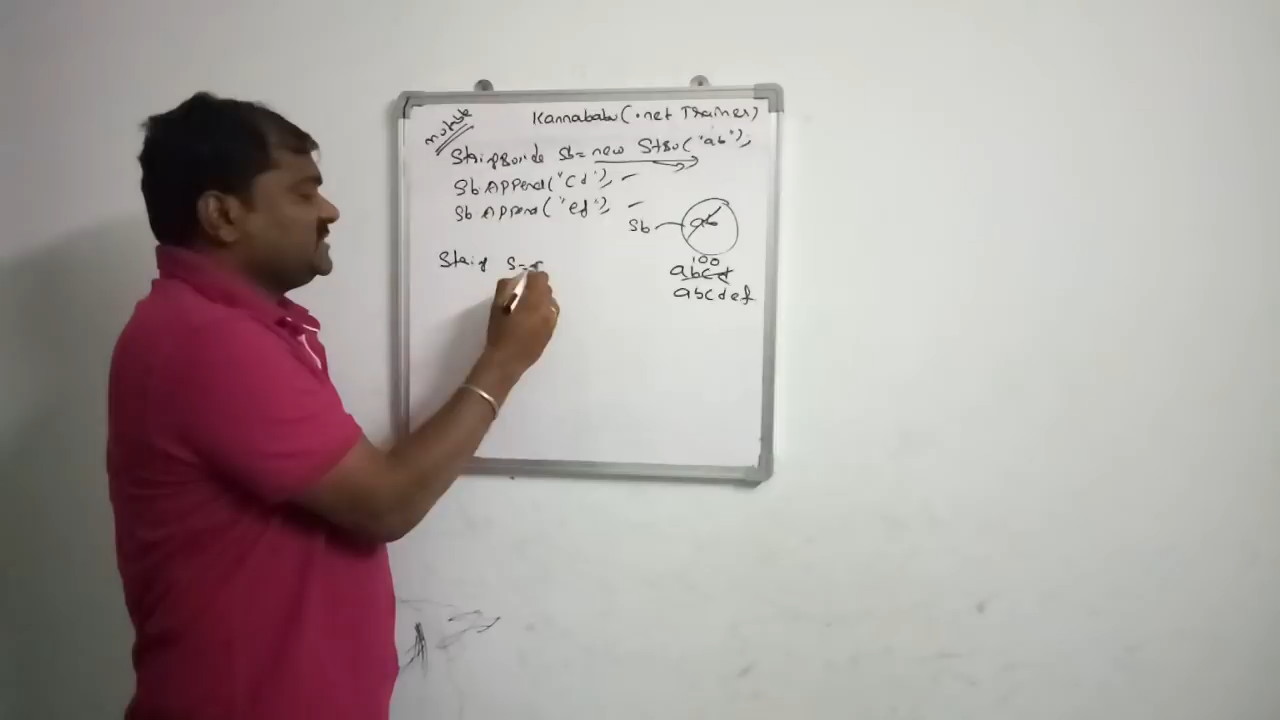 mutable
Kannababu(.net Trainer)
StringBuilde Sb= new StBu("ab");
Sb Append("cd");
Sb Append("ef");
Sb
ab
100
abcd
abcdef
String S=